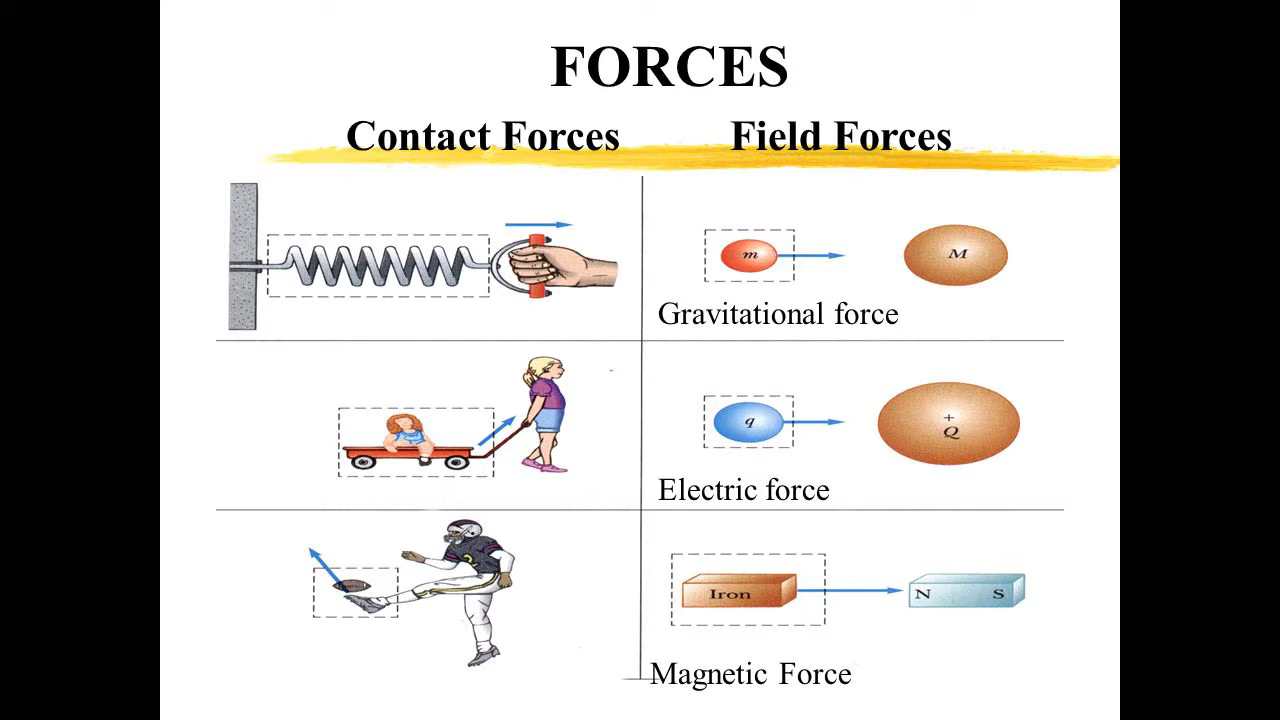 FORCES
Contact Forces
Field Forces
m
M
Gravitational force
q
+
Q
Electric force
Iron
N S
Magnetic Force